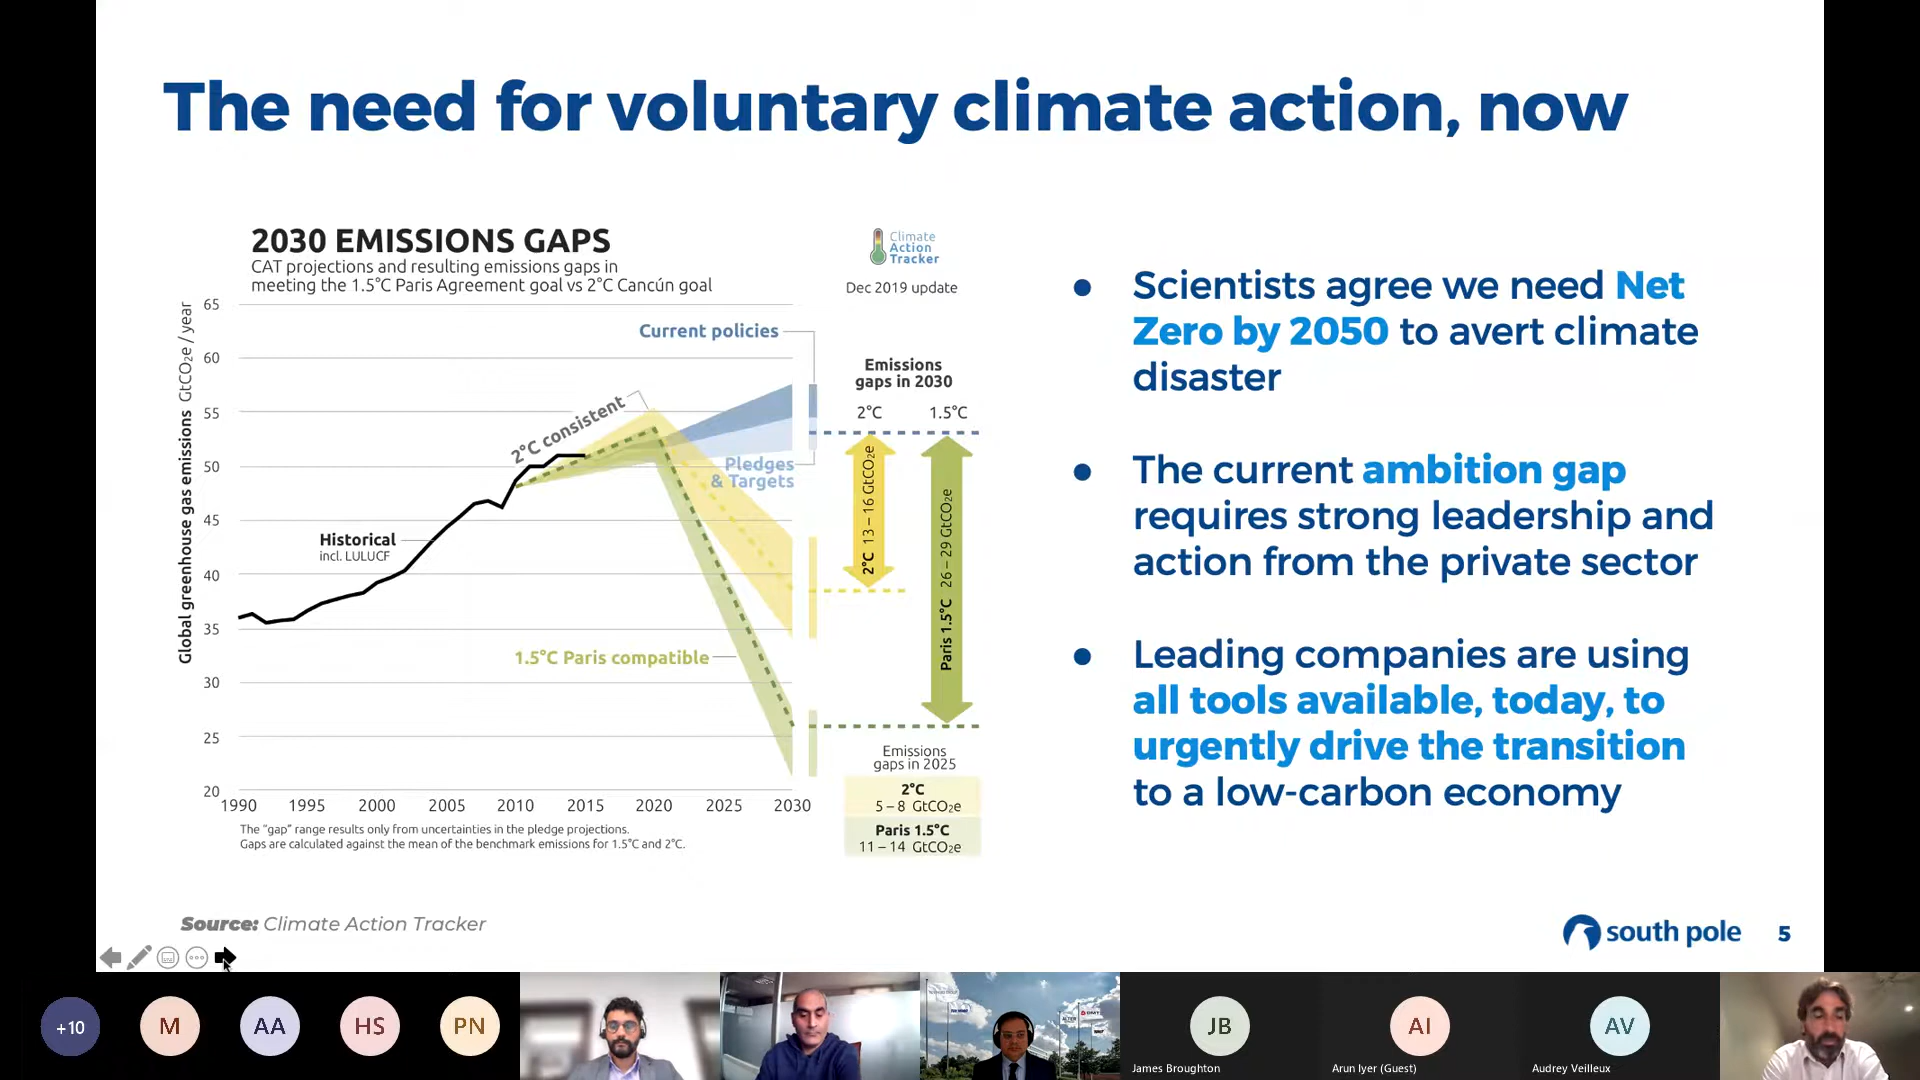 The need for voluntary climate action, now
2030 EMISSIONS GAPS
CAT projections and resulting emissions gaps in
meeting the 1.5°C Paris Agreement goal vs 2°C Cancún goal
Climate
Action
Tracker
Dec 2019 update
Global greenhouse gas emissions GtCO₂e / year
65
60
55
50
45
40
35
30
25
20
1990
1995
2000
2005
2010
2015
2020
2025
2030
Current policies
2°C consistent
Pledges
& Targets
Historical
incl. LULUCF
1.5°C Paris compatible
Emissions
gaps in 2030
2°C
1.5°C
2°C 13 – 16 GtCO₂e
Paris 1.5°C 26 – 29 GtCO₂e
Emissions
gaps in 2025
2°C
5 – 8 GtCO₂e
Paris 1.5°C
11 – 14 GtCO₂e
The "gap" range results only from uncertainties in the pledge projections.
Gaps are calculated against the mean of the benchmark emissions for 1.5°C and 2°C.
Source: Climate Action Tracker
• Scientists agree we need Net
Zero by 2050 to avert climate
disaster
• The current ambition gap
requires strong leadership and
action from the private sector
• Leading companies are using
all tools available, today, to
urgently drive the transition
to a low-carbon economy
south pole
5
+10
M
AA
HS
PN
JB
James Broughton
AI
Arun Iyer (Guest)
AV
Audrey Veilleux